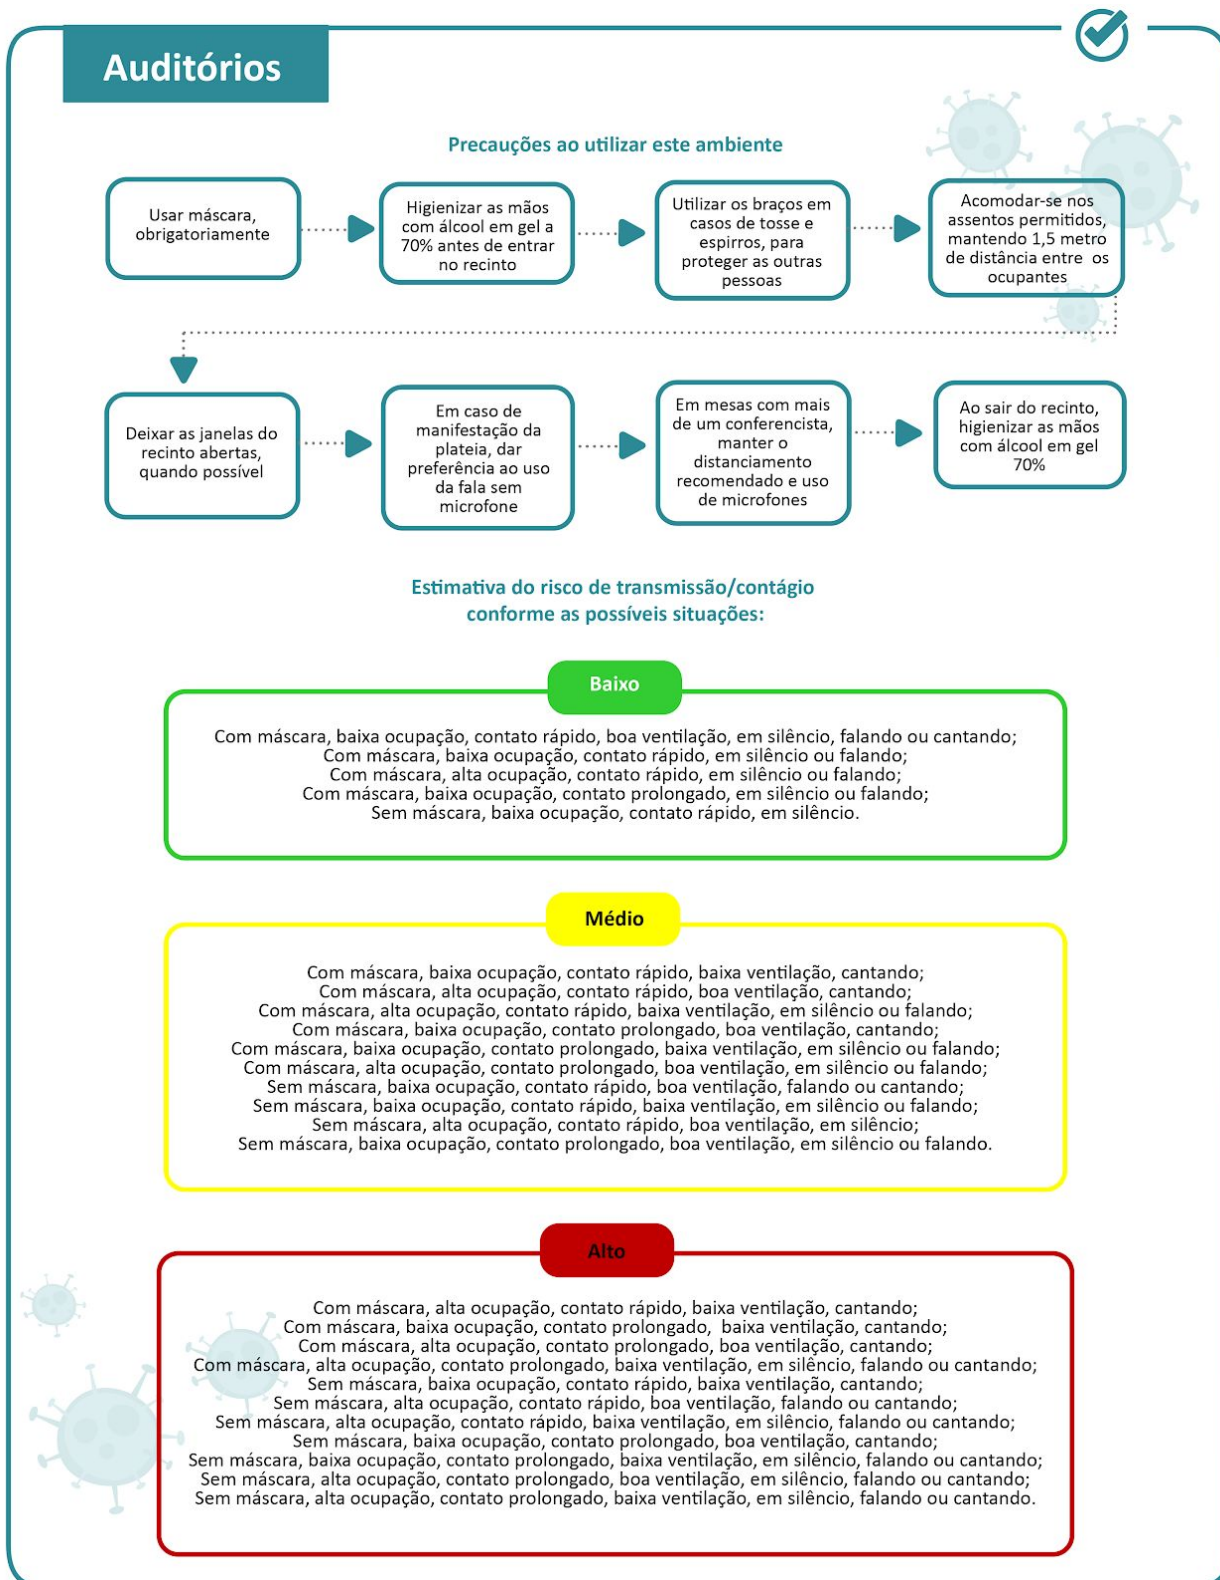 Auditórios
Precauções ao utilizar este ambiente
Usar máscara,
obrigatoriamente
Higienizar as mãos
com álcool em gel a
70% antes de entrar
no recinto
Utilizar os braços em
casos de tosse e
espirros, para
proteger as outras
pessoas
Acomodar-se nos
assentos permitidos,
mantendo 1,5 metro
de distância entre os
ocupantes
Deixar as janelas do
recinto abertas,
quando possível
Em caso de
manifestação da
plateia, dar
preferência ao uso
da fala sem
microfone
Em mesas com mais
de um conferencista,
manter o
distanciamento
recomendado e uso
de microfones
Ao sair do recinto,
higienizar as mãos
com álcool em gel
70%
Estimativa do risco de transmissão/contágio
conforme as possíveis situações:
Baixo
Com máscara, baixa ocupação, contato rápido, boa ventilação, em silêncio, falando ou cantando;
Com máscara, baixa ocupação, contato rápido, em silêncio ou falando;
Com máscara, alta ocupação, contato rápido, em silêncio ou falando;
Com máscara, baixa ocupação, contato prolongado, em silêncio ou falando;
Sem máscara, baixa ocupação, contato rápido, em silêncio.
Médio
Com máscara, baixa ocupação, contato rápido, baixa ventilação, cantando;
Com máscara, alta ocupação, contato rápido, boa ventilação, cantando;
Com máscara, alta ocupação, contato rápido, baixa ventilação, em silêncio ou falando;
Com máscara, baixa ocupação, contato prolongado, boa ventilação, cantando;
Com máscara, baixa ocupação, contato prolongado, baixa ventilação, em silêncio ou falando;
Com máscara, alta ocupação, contato prolongado, boa ventilação, em silêncio ou falando;
Sem máscara, baixa ocupação, contato rápido, boa ventilação, falando ou cantando;
Sem máscara, baixa ocupação, contato rápido, baixa ventilação, em silêncio ou falando;
Sem máscara, alta ocupação, contato rápido, boa ventilação, em silêncio;
Sem máscara, baixa ocupação, contato prolongado, boa ventilação, em silêncio ou falando.
Alto
Com máscara, alta ocupação, contato rápido, baixa ventilação, cantando;
Com máscara, baixa ocupação, contato prolongado, baixa ventilação, cantando;
Com máscara, alta ocupação, contato prolongado, boa ventilação, cantando;
Com máscara, alta ocupação, contato prolongado, baixa ventilação, em silêncio, falando ou cantando;
Sem máscara, baixa ocupação, contato rápido, baixa ventilação, cantando;
Sem máscara, alta ocupação, contato rápido, boa ventilação, falando ou cantando;
Sem máscara, alta ocupação, contato rápido, baixa ventilação, em silêncio, falando ou cantando;
Sem máscara, baixa ocupação, contato prolongado, boa ventilação, cantando;
Sem máscara, baixa ocupação, contato prolongado, baixa ventilação, em silêncio, falando ou cantando;
Sem máscara, alta ocupação, contato prolongado, boa ventilação, em silêncio, falando ou cantando;
Sem máscara, alta ocupação, contato prolongado, baixa ventilação, em silêncio, falando ou cantando.